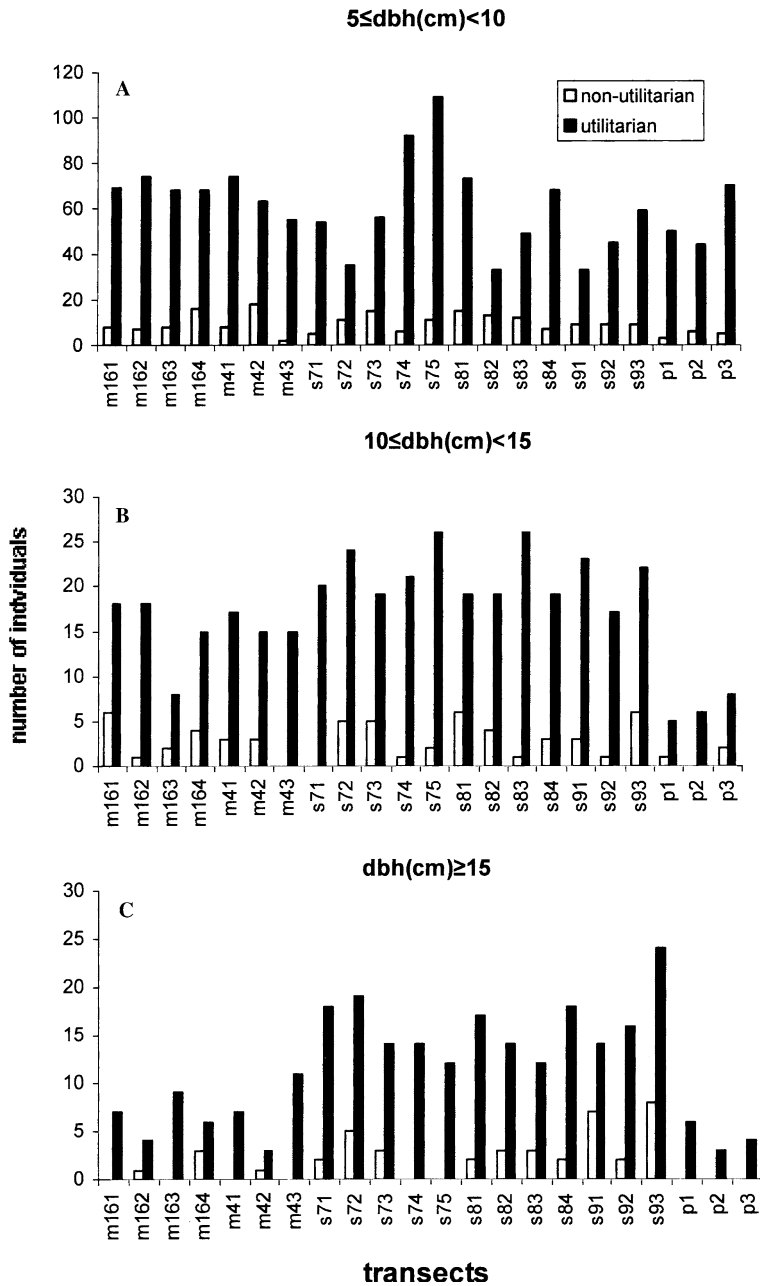 5≤dbh(cm)<10
A
non-utilitarian
utilitarian
120
100
80
60
40
20
0
m161 m162 m163 m164 m41 m42 m43 s71 s72 s73 s74 s75 s81 s82 s83 s84 s91 s92 s93 p1 p2 p3
10≤dbh(cm)<15
B
30
25
20
15
10
5
0
m161 m162 m163 m164 m41 m42 m43 s71 s72 s73 s74 s75 s81 s82 s83 s84 s91 s92 s93 p1 p2 p3
number of individuals
dbh(cm)≥15
C
30
25
20
15
10
5
0
m161 m162 m163 m164 m41 m42 m43 s71 s72 s73 s74 s75 s81 s82 s83 s84 s91 s92 s93 p1 p2 p3
transects